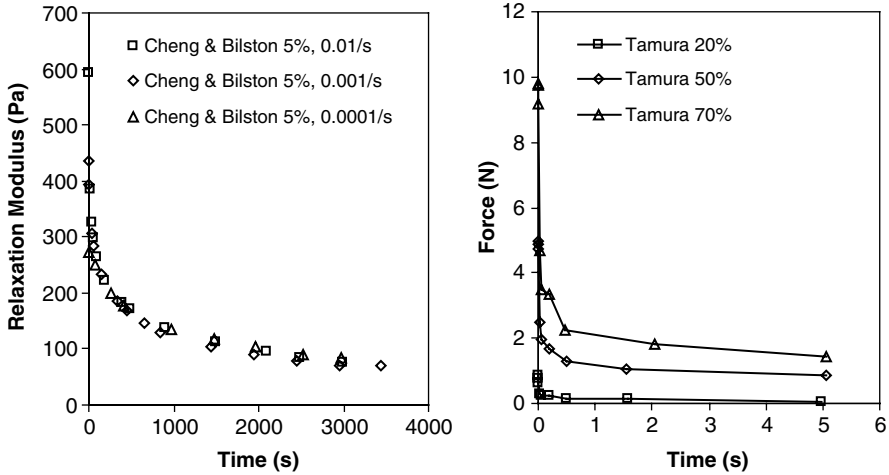 700
600
500
400
300
200
100
0
Relaxation Modulus (Pa)
Cheng & Bilston 5%, 0.01/s
Cheng & Bilston 5%, 0.001/s
Cheng & Bilston 5%, 0.0001/s
0 1000 2000 3000 4000
Time (s)
12
10
8
6
4
2
0
Force (N)
Tamura 20%
Tamura 50%
Tamura 70%
0 1 2 3 4 5 6
Time (s)